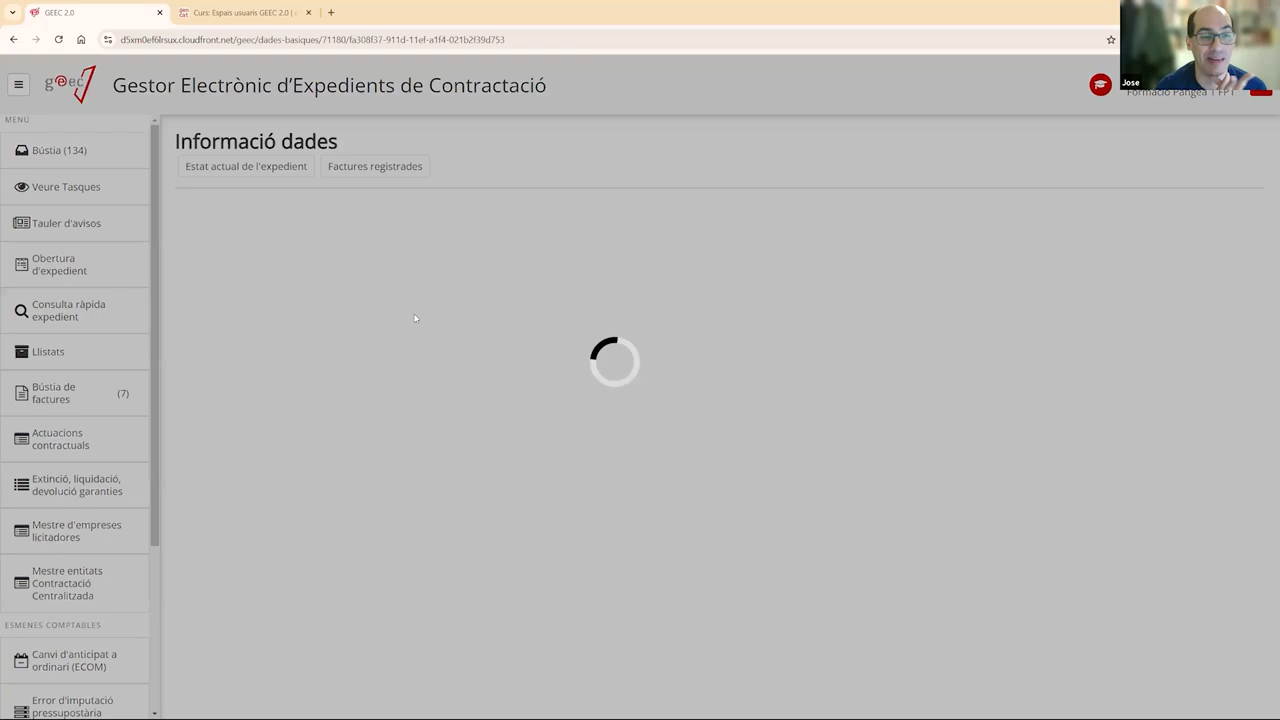 GEEC 2.0
Curs: Espais usuaris GEEC 2.0 | e
d5xm0ef6lrsux.cloudfront.net/geec/dades-basiques/71180/fa308f37-911d-11ef-a1f4-021b2f39d753
Jose
geec
Gestor Electrònic d'Expedients de Contractació
Formació Pangea 1 FPT
MENÚ
Bústia (134)
Veure Tasques
Tauler d'avisos
Obertura
d'expedient
Consulta ràpida
expedient
Llistats
Bústia de
factures (7)
Actuacions
contractuals
Extinció, liquidació,
devolució garanties
Mestre d'empreses
licitadores
Mestre entitats
Contractació
Centralitzada
ESMENES COMPTABLES
Canvi d'anticipat a
ordinari (ECOM)
Error d'imputació
pressupostària
Informació dades
Estat actual de l'expedient
Factures registrades